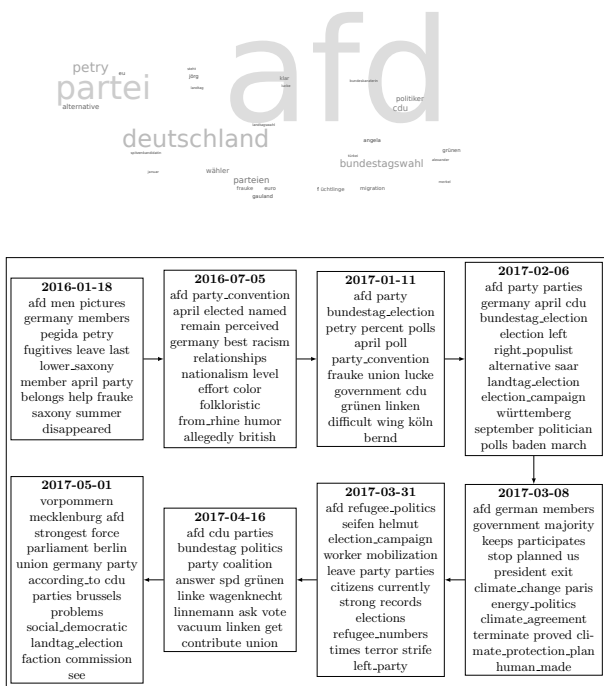 afd
petry
eu
partei
alternative
jörg
klar
politiker
cdu
deutschland
angela
grünen
bundestagswahl
wähler
parteien
frauke euro
gauland
flüchtlinge
migration
2016-01-18
afd men pictures
germany members
pegida petry
fugitives leave last
lower_saxony
member april party
belongs help frauke
saxony summer
disappeared
2016-07-05
afd party_convention
april elected named
remain perceived
germany best racism
relationships
nationalism level
effort color
folkloristic
from_rhine humor
allegedly british
2017-01-11
afd party
bundestag_election
petry percent polls
april poll
party_convention
frauke union lucke
government cdu
grünen linken
difficult wing köln
bernd
2017-02-06
afd party parties
germany april cdu
bundestag_election
election left
right_populist
alternative saar
landtag_election
election_campaign
württemberg
september politician
polls baden march
2017-03-08
afd german members
government majority
keeps participates
stop planned us
president exit
climate_change paris
energy_politics
climate_agreement
terminate proved cli-
mate_protection_plan
human_made
2017-03-31
afd refugee_politics
seifen helmut
election_campaign
worker mobilization
leave party parties
citizens currently
strong records
elections
refugee_numbers
times terror strife
left_party
2017-04-16
afd cdu parties
bundestag politics
party coalition
answer spd grünen
linke wagenknecht
linnemann ask vote
vacuum linken get
contribute union
2017-05-01
vorpommern
mecklenburg afd
strongest force
parliament berlin
union germany party
according_to cdu
parties brussels
problems
social_democratic
landtag_election
faction commission
see